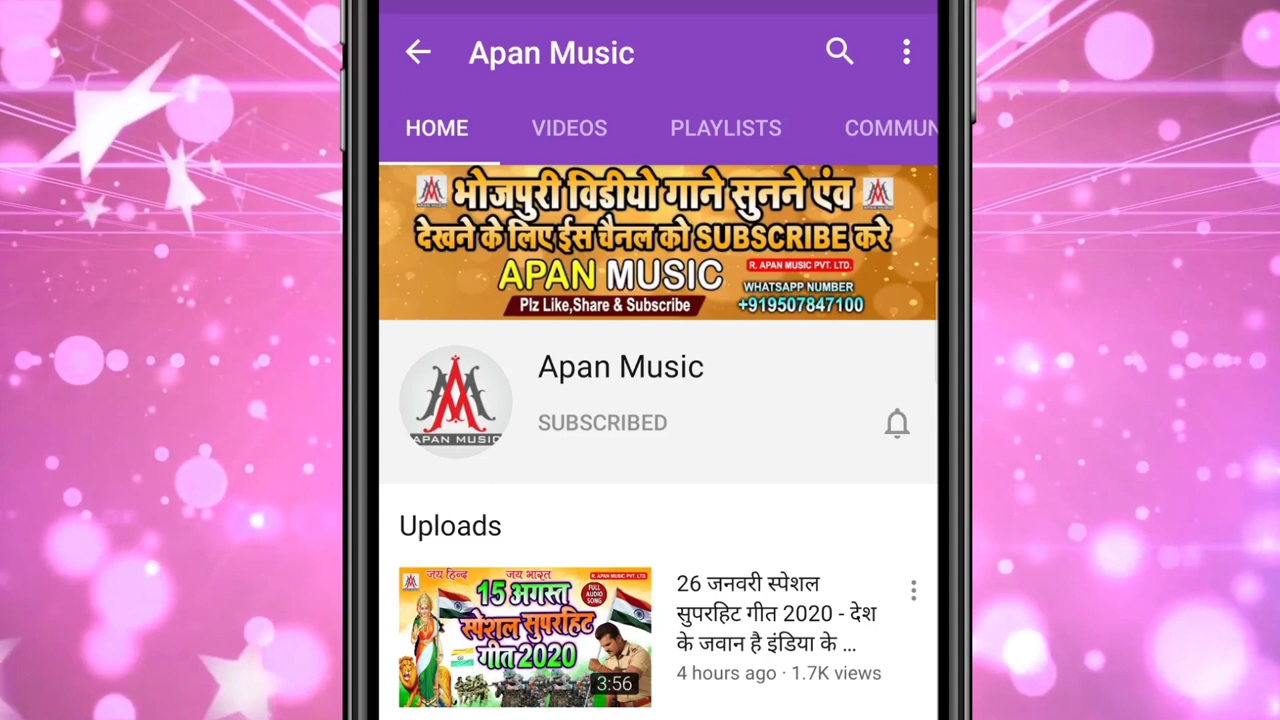 Apan Music
HOME VIDEOS PLAYLISTS COMMUN
भोजपुरी विडीयो गाने सुनने एंव
देखने के लिए ईस चैनल को SUBSCRIBE करे
APAN MUSIC
R. APAN MUSIC PVT. LTD.
WHATSAPP NUMBER
Plz Like,Share & Subscribe
+919507847100
Apan Music
SUBSCRIBED
APAN MUSIC
Uploads
जय हिन्द जय भारत
R. APAN MUSIC PVT. LTD
15 अगस्त
FULL AUDIO SONG
स्पेशल सुपरहिट
गीत 2020
3:56
26 जनवरी स्पेशल
सुपरहिट गीत 2020 - देश
के जवान है इंडिया के ...
4 hours ago · 1.7K views